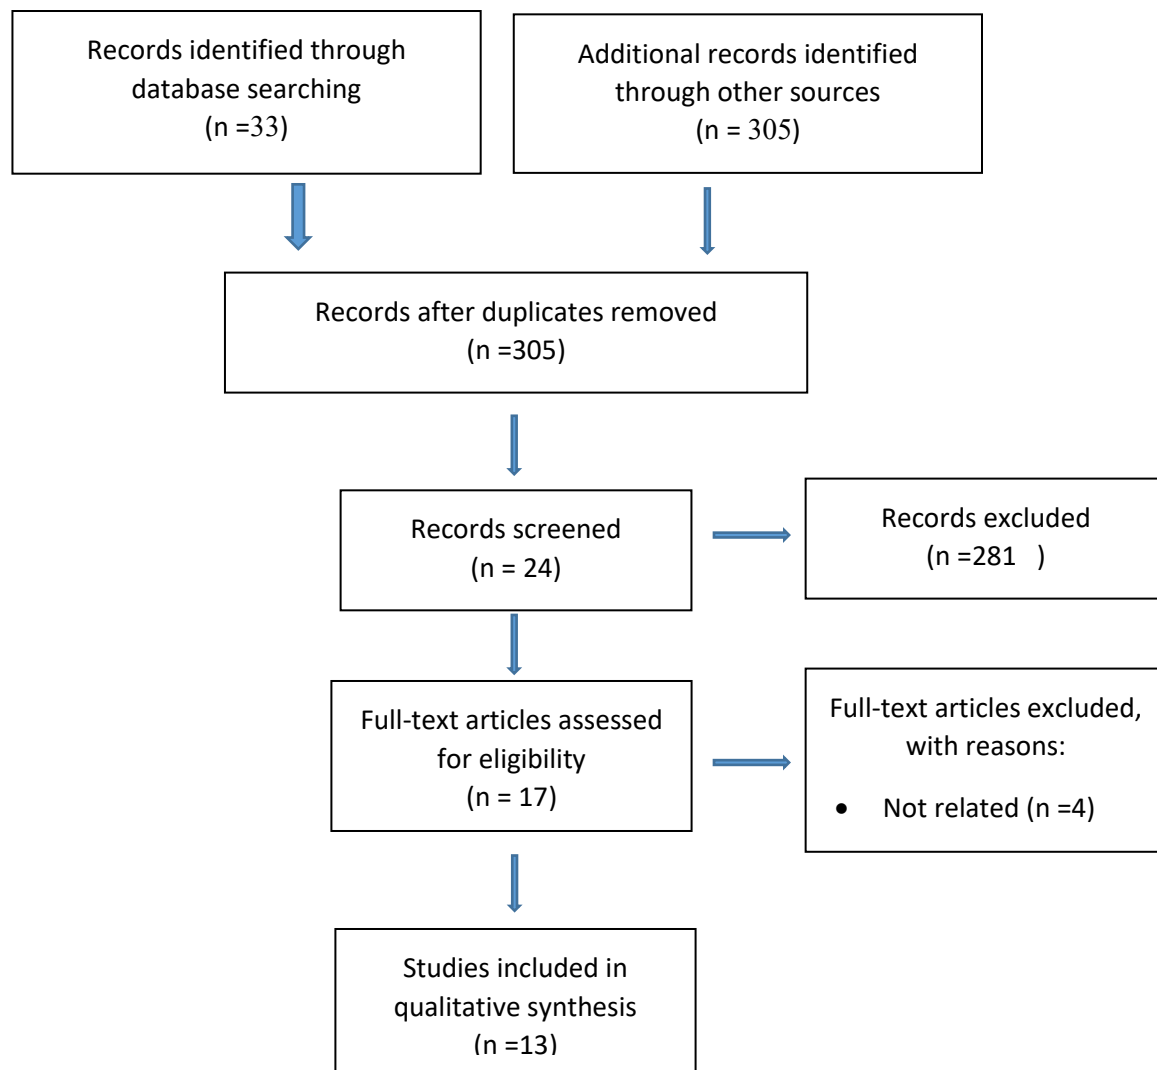 Records identified through
database searching
(n =33)
Additional records identified
through other sources
(n = 305)
Records after duplicates removed
(n =305)
Records screened
(n = 24)
Records excluded
(n =281   )
Full-text articles assessed
for eligibility
(n = 17)
Full-text articles excluded,
with reasons:
• Not related (n =4)
Studies included in
qualitative synthesis
(n =13)